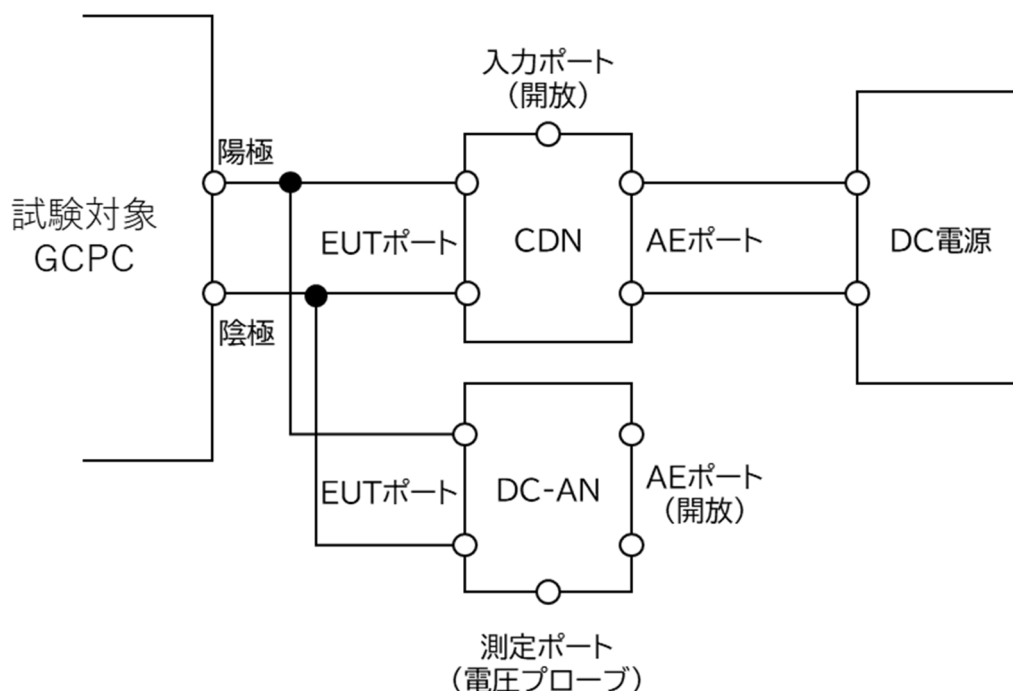 入力ポート
（開放）
陽極
試験対象
GCPC
EUTポート
CDN
AEポート
DC電源
陰極
EUTポート
DC-AN
AEポート
（開放）
測定ポート
（電圧プローブ）